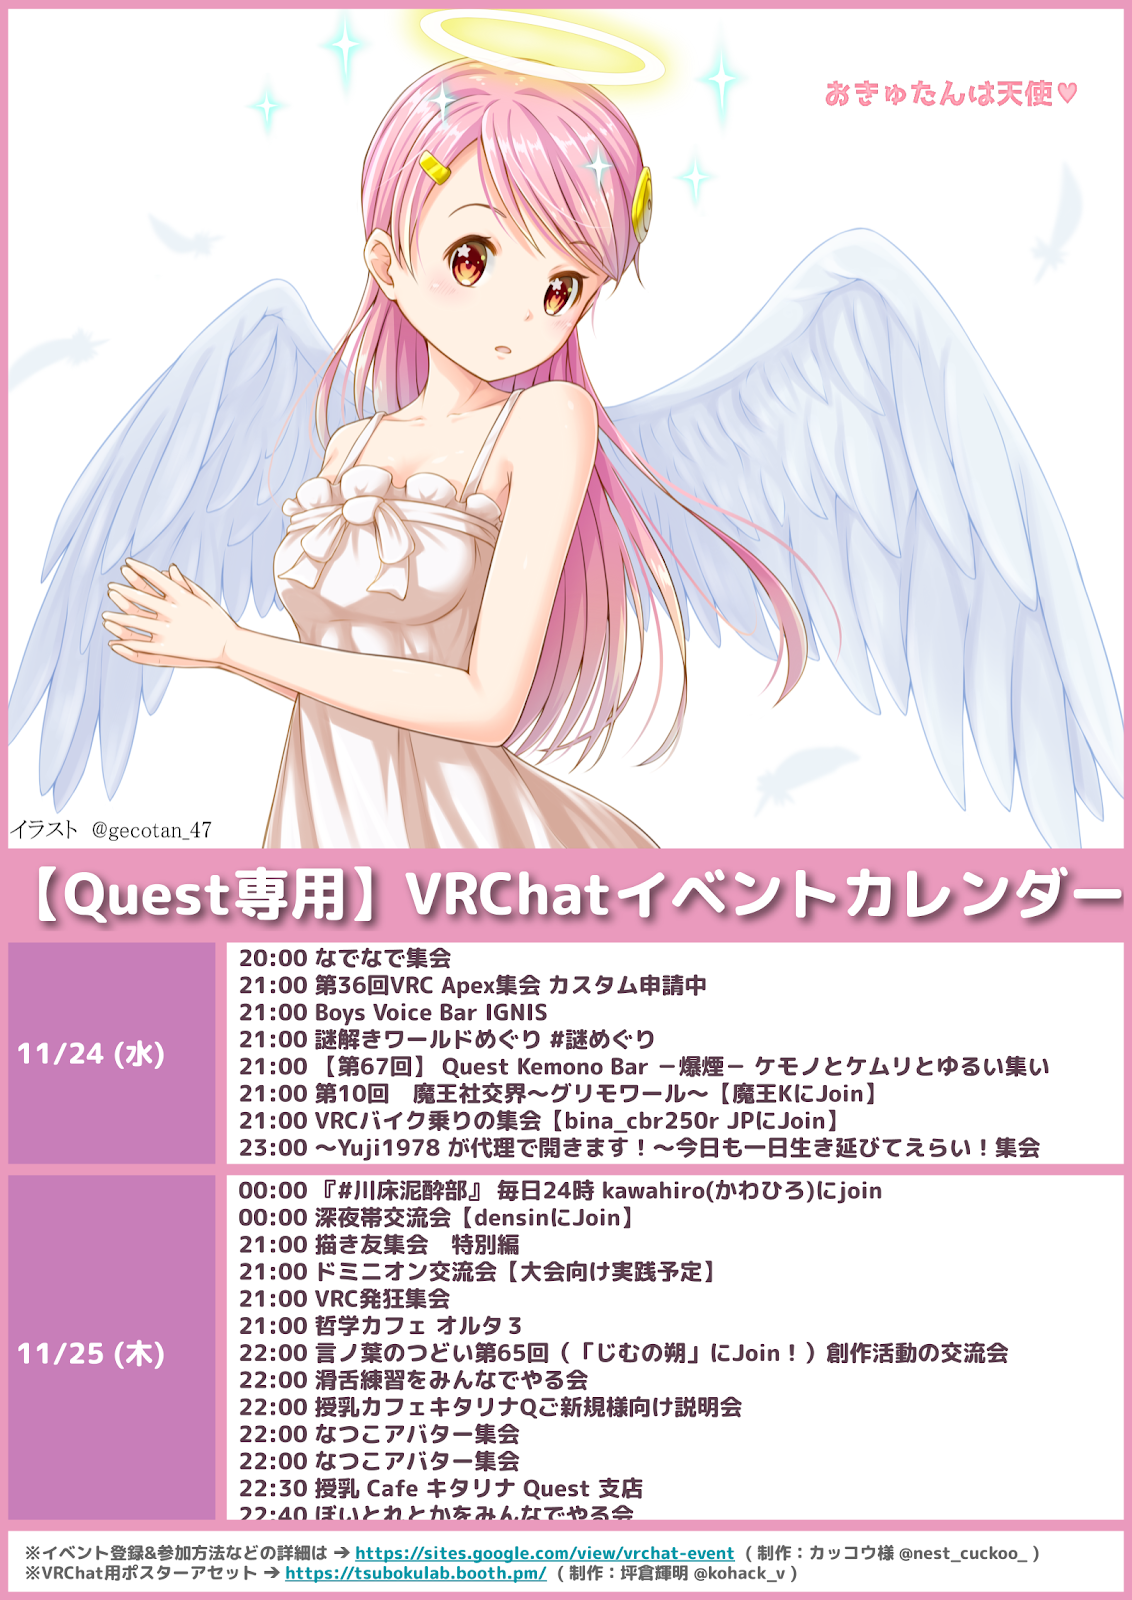 おきゅたんは天使♥
イラスト @gecotan_47
【Quest専用】VRChatイベントカレンダー
11/24 (水)
20:00 なでなで集会
21:00 第36回VRC Apex集会 カスタム申請中
21:00 Boys Voice Bar IGNIS
21:00 謎解きワールドめぐり #謎めぐり
21:00 【第67回】 Quest Kemono Bar －爆煙－ ケモノとケムリとゆるい集い
21:00 第10回　魔王社交界～グリモワール～【魔王KにJoin】
21:00 VRCバイク乗りの集会【bina_cbr250r JPにJoin】
23:00 ～Yuji1978 が代理で開きます！～今日も一日生き延びてえらい！集会
11/25 (木)
00:00 『#川床泥酔部』 毎日24時 kawahiro(かわひろ)にjoin
00:00 深夜帯交流会【densinにJoin】
21:00 描き友集会　特別編
21:00 ドミニオン交流会【大会向け実践予定】
21:00 VRC発狂集会
21:00 哲学カフェ オルタ３
22:00 言ノ葉のつどい第65回（「じむの朔」にJoin！）創作活動の交流会
22:00 滑舌練習をみんなでやる会
22:00 授乳カフェキタリナQご新規様向け説明会
22:00 なつこアバター集会
22:00 なつこアバター集会
22:30 授乳 Cafe キタリナ Quest 支店
22:40 ぼいとれとかをみんなでやる会
※イベント登録&参加方法などの詳細は ➔ https://sites.google.com/view/vrchat-event ( 制作：カッコウ様 @nest_cuckoo_ )
※VRChat用ポスターアセット ➔ https://tsubokulab.booth.pm/ ( 制作：坪倉輝明 @kohack_v )